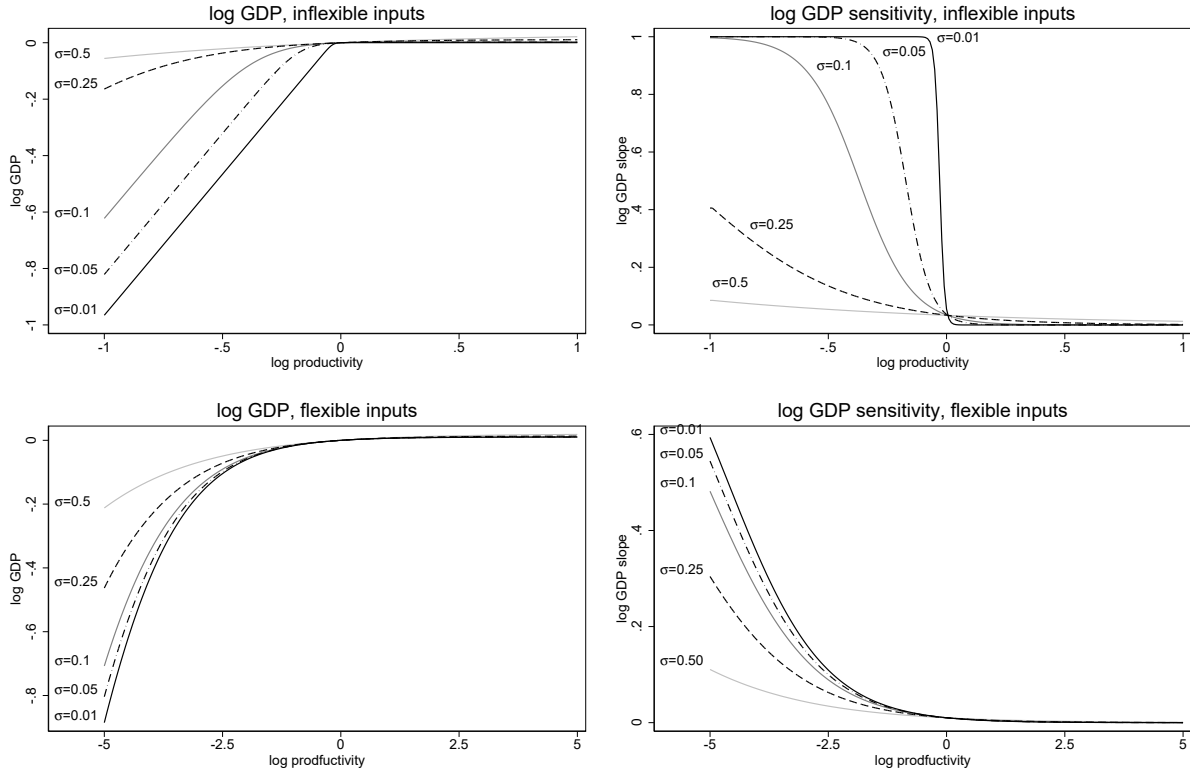 log GDP, inflexible inputs
log GDP
0
-.2
-.4
-.6
-.8
-1
σ=0.5
σ=0.25
σ=0.1
σ=0.05
σ=0.01
-1
-.5
0
.5
1
log productivity
log GDP sensitivity, inflexible inputs
log GDP slope
1
.8
.6
.4
.2
0
σ=0.01
σ=0.05
σ=0.1
σ=0.25
σ=0.5
-1
-.5
0
.5
1
log productivity
log GDP, flexible inputs
log GDP
0
-.2
-.4
-.6
-.8
σ=0.5
σ=0.25
σ=0.1
σ=0.05
σ=0.01
-5
-2.5
0
2.5
5
log prodfuctivity
log GDP sensitivity, flexible inputs
log GDP slope
.6
.4
.2
0
σ=0.01
σ=0.05
σ=0.1
σ=0.25
σ=0.50
-5
-2.5
0
2.5
5
log prodfuctivity